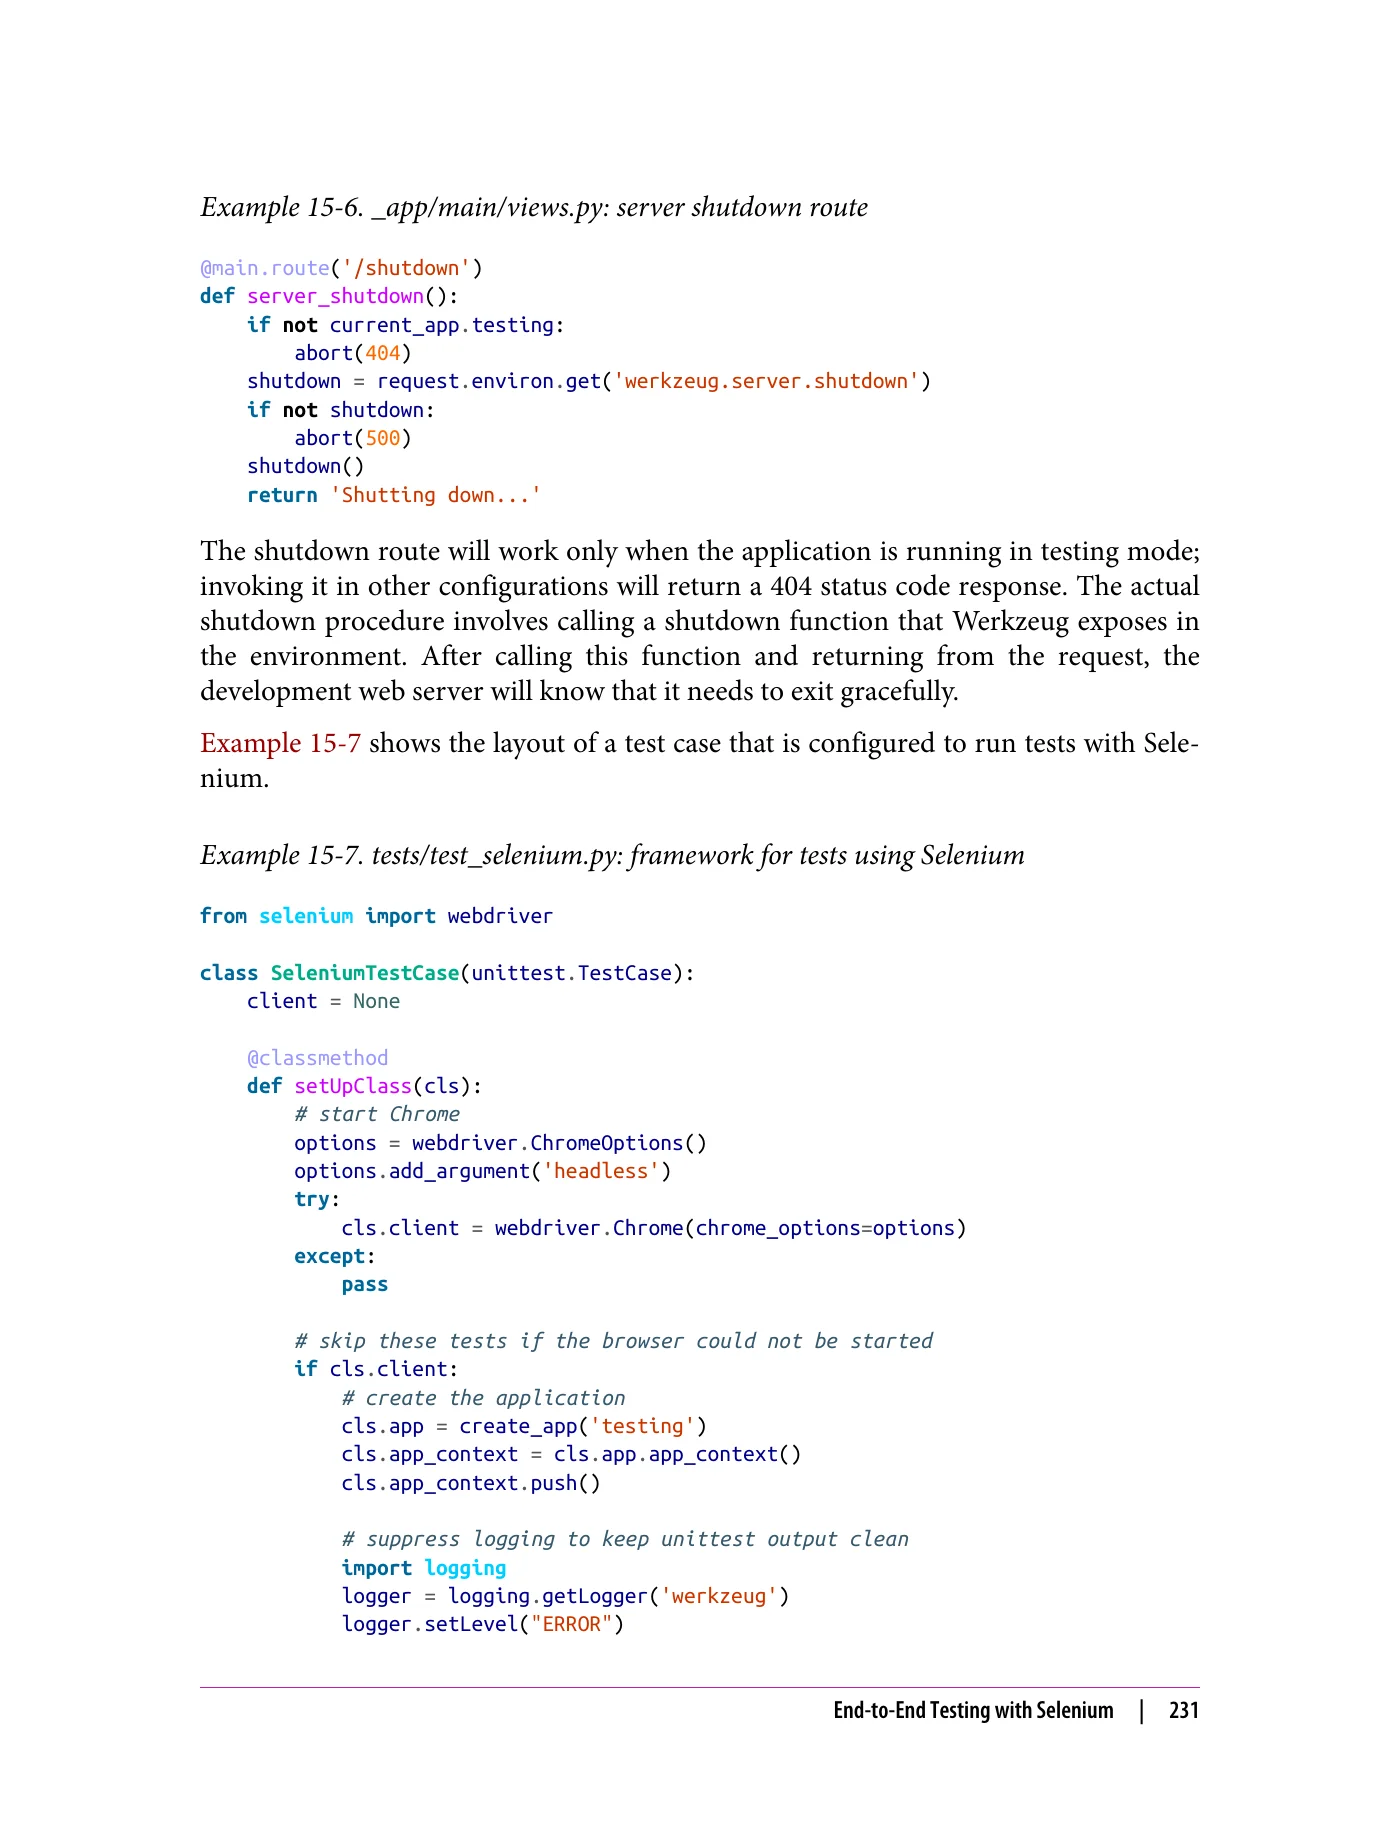 Example 15-6. _app/main/views.py: server shutdown route
@main.route('/shutdown')
def server_shutdown():
    if not current_app.testing:
        abort(404)
    shutdown = request.environ.get('werkzeug.server.shutdown')
    if not shutdown:
        abort(500)
    shutdown()
    return 'Shutting down...'
The shutdown route will work only when the application is running in testing mode;
invoking it in other configurations will return a 404 status code response. The actual
shutdown procedure involves calling a shutdown function that Werkzeug exposes in
the environment. After calling this function and returning from the request, the
development web server will know that it needs to exit gracefully.
Example 15-7 shows the layout of a test case that is configured to run tests with Sele-
nium.
Example 15-7. tests/test_selenium.py: framework for tests using Selenium
from selenium import webdriver
class SeleniumTestCase(unittest.TestCase):
    client = None
    @classmethod
    def setUpClass(cls):
        # start Chrome
        options = webdriver.ChromeOptions()
        options.add_argument('headless')
        try:
            cls.client = webdriver.Chrome(chrome_options=options)
        except:
            pass
        # skip these tests if the browser could not be started
        if cls.client:
            # create the application
            cls.app = create_app('testing')
            cls.app_context = cls.app.app_context()
            cls.app_context.push()
            # suppress logging to keep unittest output clean
            import logging
            logger = logging.getLogger('werkzeug')
            logger.setLevel("ERROR")
End-to-End Testing with Selenium | 231